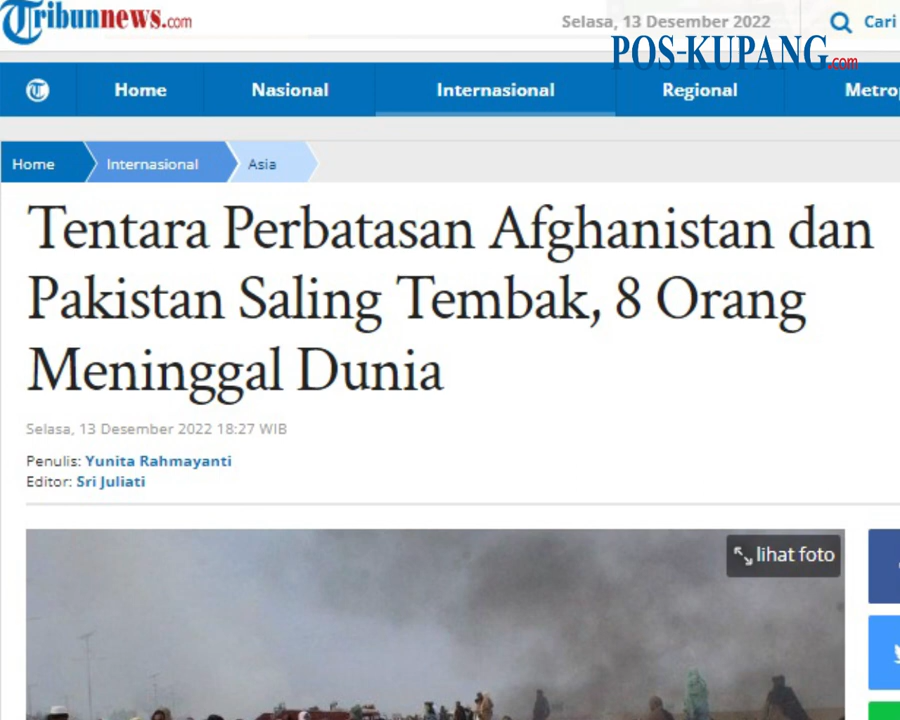 Tribunnews.com
Selasa, 13 Desember 2022
Cari
POS-KUPANG.com
Home
Nasional
Internasional
Regional
Metro
Home
Internasional
Asia
Tentara Perbatasan Afghanistan dan
Pakistan Saling Tembak, 8 Orang
Meninggal Dunia
Selasa, 13 Desember 2022 18:27 WIB
Penulis: Yunita Rahmayanti
Editor: Sri Juliati
lihat foto